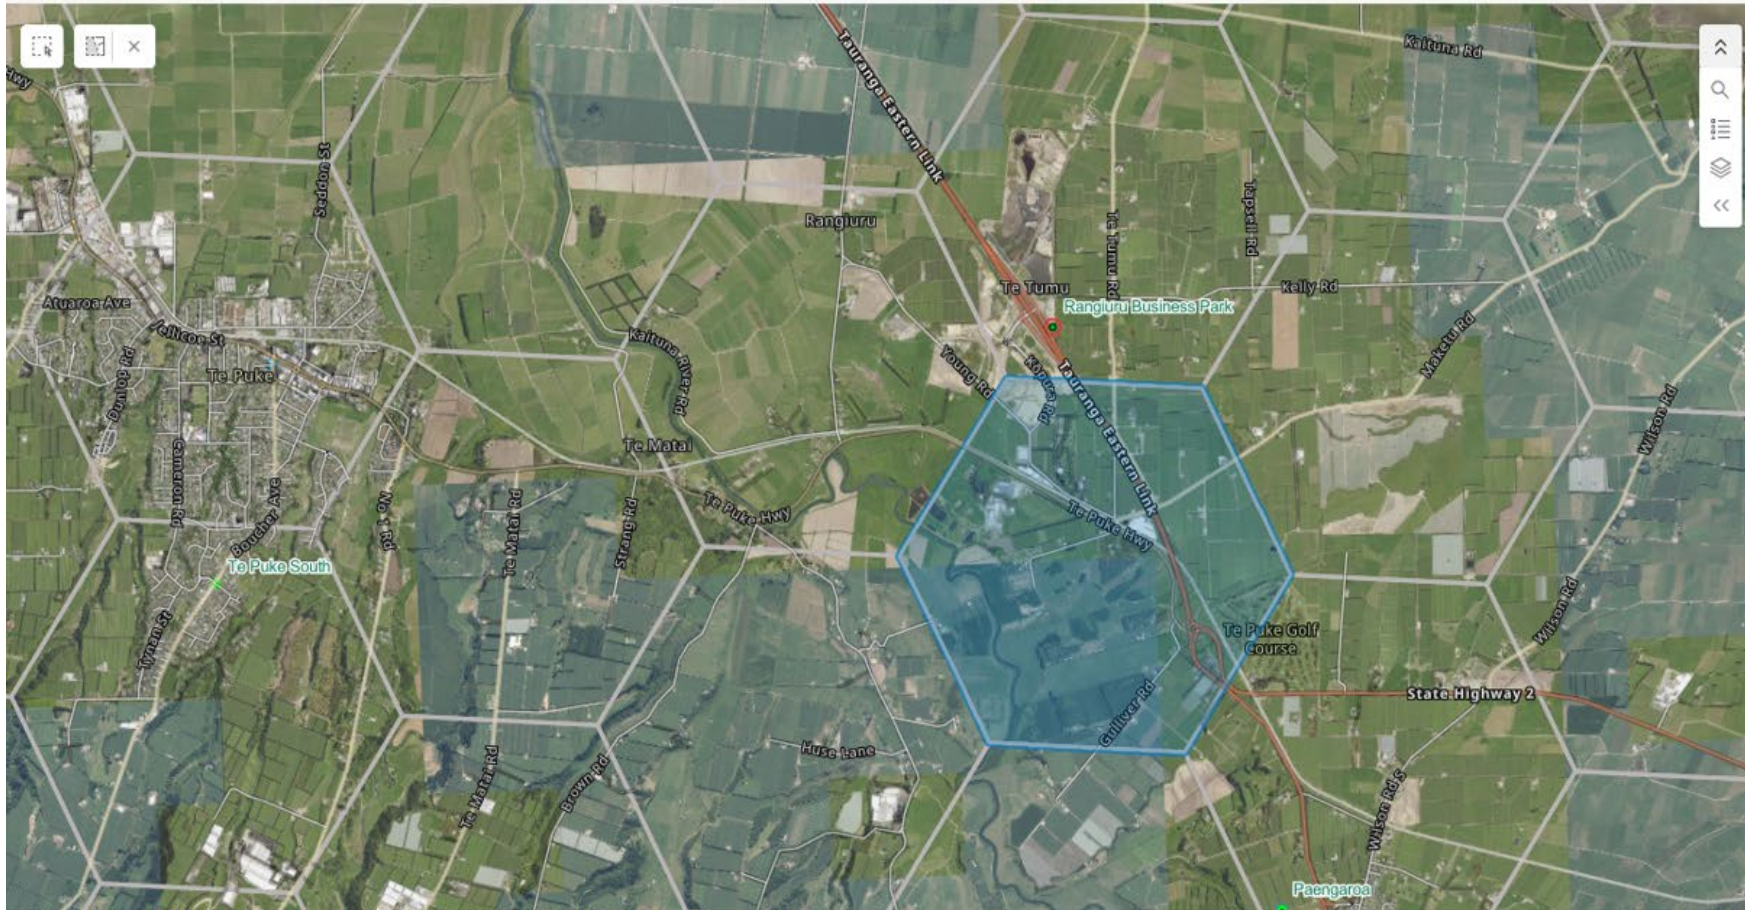 Hwy
Kaituna Rd
Tauranga Eastern Link
Seddon St
Rangiuru
Te Tumu Rd
Tapsell Rd
Te Tumu
Kelly Rd
Rangiuru Business Park
Atuaroa Ave
Jellicoe St
Te Puke
Dunlop Rd
Kaituna River Rd
Young Rd
Kopuroa Rd
Tauranga Eastern Link
Maketu Rd
Wilson Rd
Te Matai
Cameron Rd
Boucher Ave
No. 1 Rd
Te Matai Rd
Strang Rd
Te Puke Hwy
Te Puke Hwy
Te Puke South
Tynan St
Te Puke Golf
Course
Wilson Rd
State Highway 2
Gulliver Rd
Huse Lane
Te Matai Rd
Brown Rd
Wilson Rd S
Paengaroa